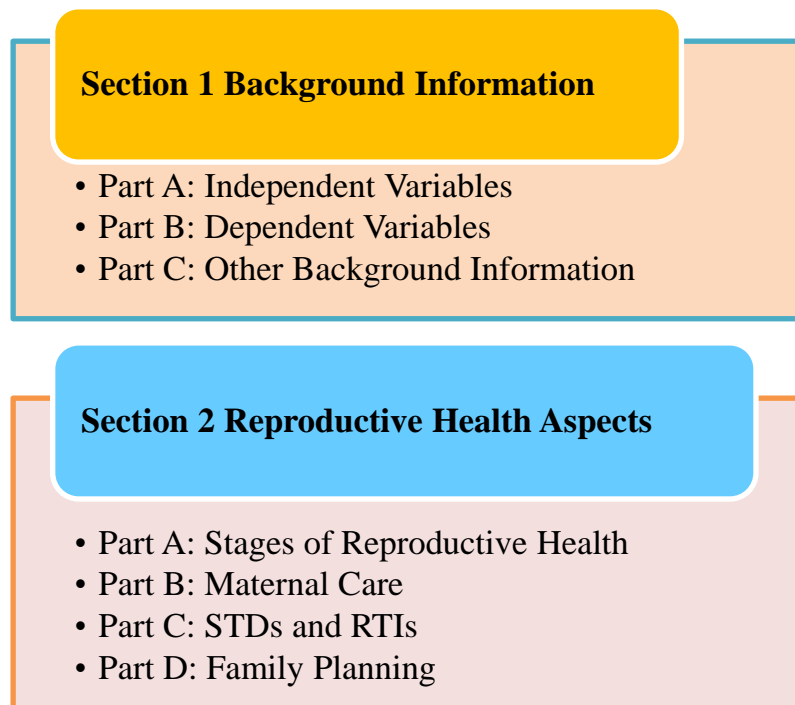 Section 1 Background Information
• Part A: Independent Variables
• Part B: Dependent Variables
• Part C: Other Background Information
Section 2 Reproductive Health Aspects
• Part A: Stages of Reproductive Health
• Part B: Maternal Care
• Part C: STDs and RTIs
• Part D: Family Planning